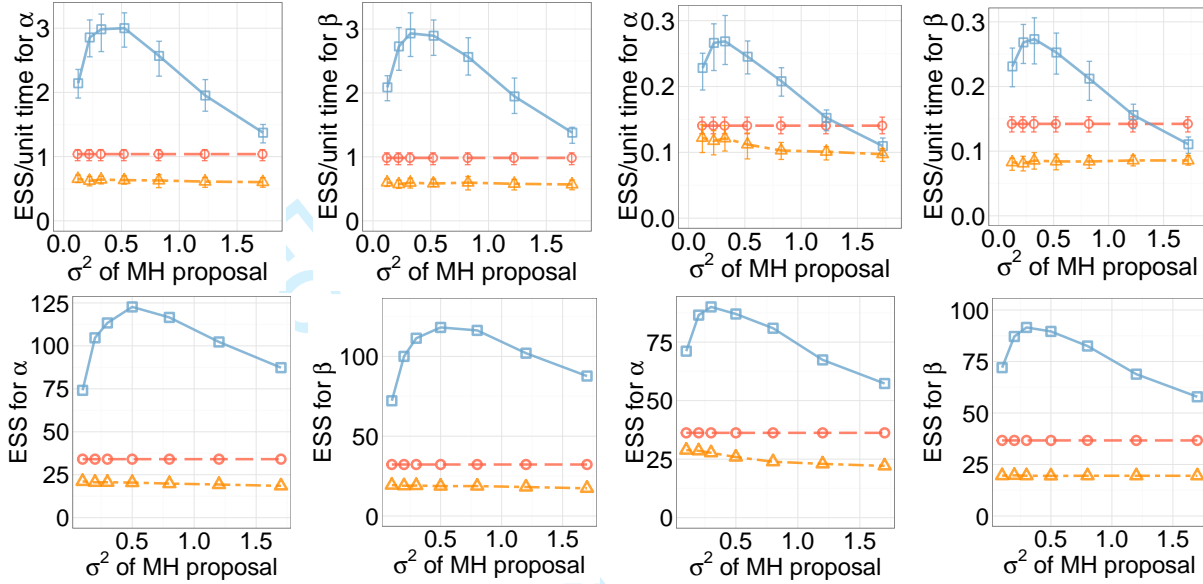 ESS/unit time for α
3
2
1
0
0.0 0.5 1.0 1.5
σ² of MH proposal
ESS/unit time for β
3
2
1
0
0.0 0.5 1.0 1.5
σ² of MH proposal
ESS/unit time for α
0.3
0.2
0.1
0.0
0.0 0.5 1.0 1.5
σ² of MH proposal
ESS/unit time for β
0.3
0.2
0.1
0.0
0.0 0.5 1.0 1.5
σ² of MH proposal
ESS for α
125
100
75
50
25
0
0.5 1.0 1.5
σ² of MH proposal
ESS for β
100
50
0
0.5 1.0 1.5
σ² of MH proposal
ESS for α
75
50
25
0
0.5 1.0 1.5
σ² of MH proposal
ESS for β
100
75
50
25
0
0.5 1.0 1.5
σ² of MH proposal